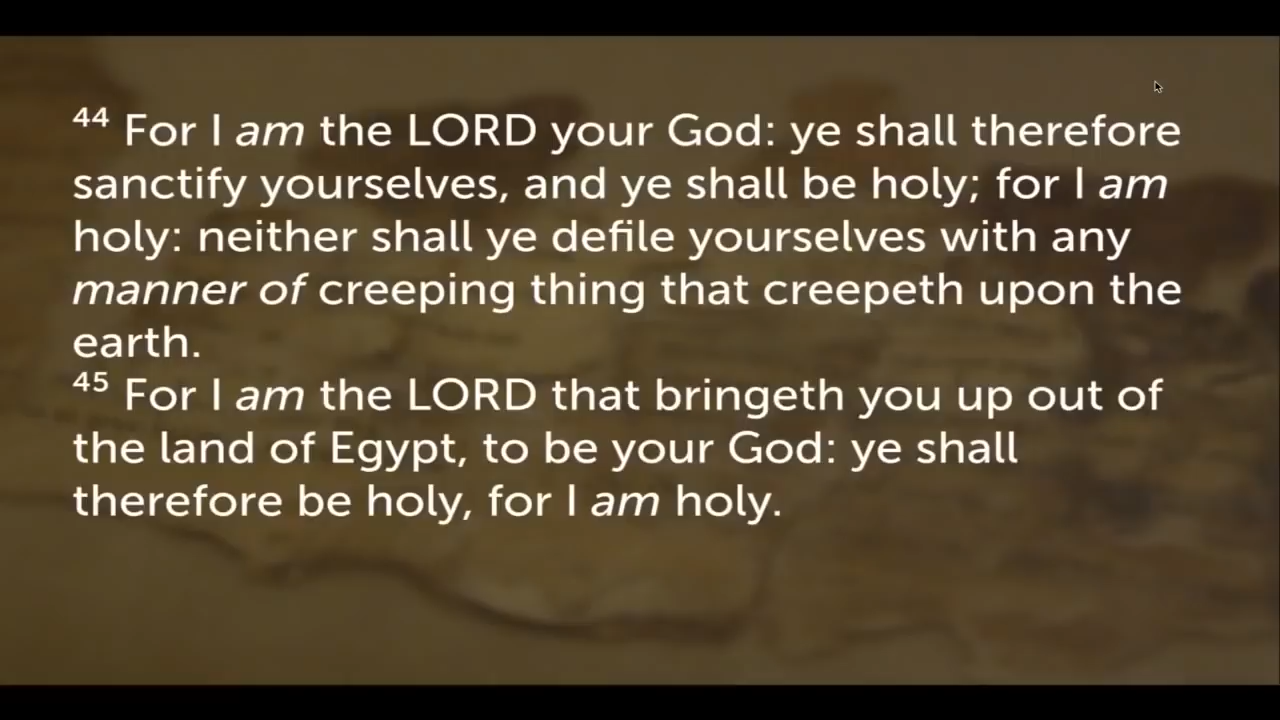 44 For I am the LORD your God: ye shall therefore
sanctify yourselves, and ye shall be holy; for I am
holy: neither shall ye defile yourselves with any
manner of creeping thing that creepeth upon the
earth.
45 For I am the LORD that bringeth you up out of
the land of Egypt, to be your God: ye shall
therefore be holy, for I am holy.